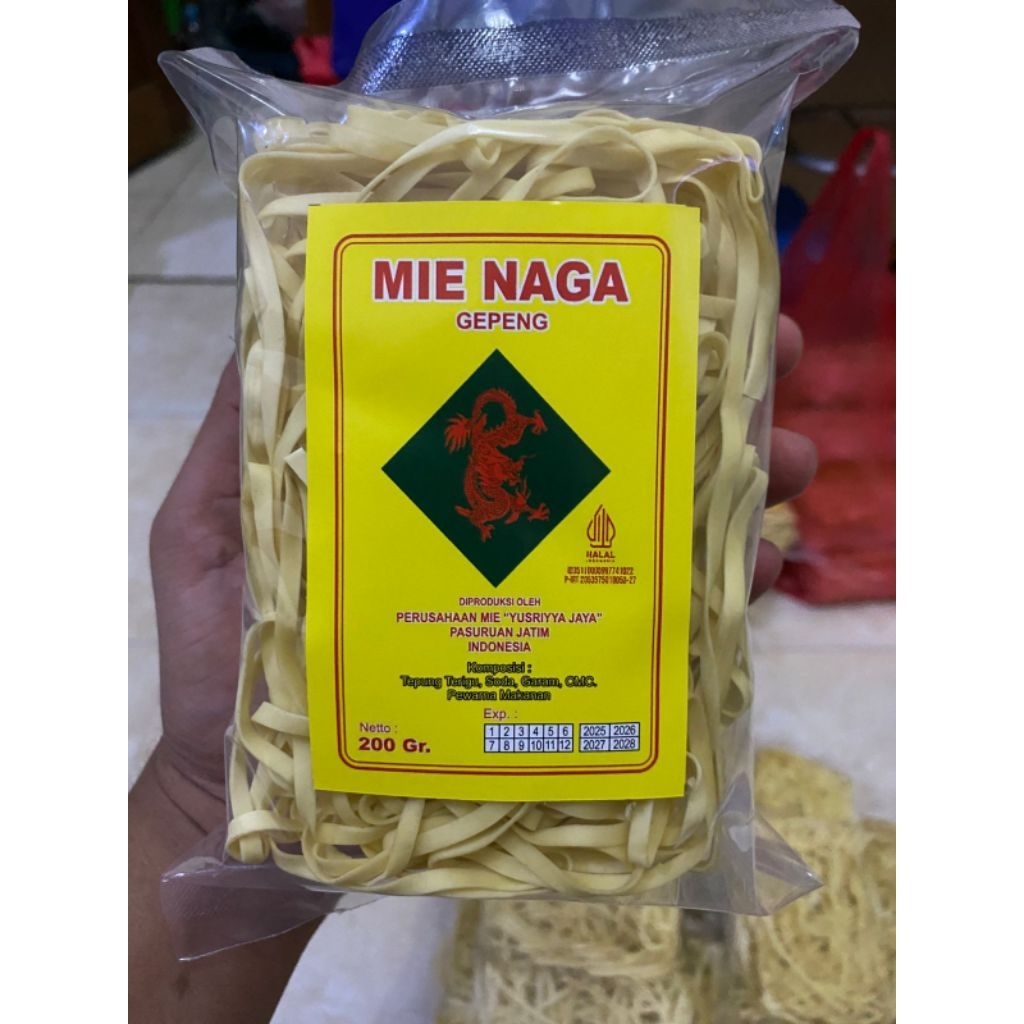 MIE NAGA
GEPENG
HALAL
INDONESIA
DIPRODUKSI OLEH
PERUSAHAAN MIE "YUSRIYYA JAYA"
PASURUAN JATIM
INDONESIA
Komposisi :
Tepung Terigu, Soda, Garam, CMC.
Pewarna Makanan
Exp. :
Netto :
200 Gr.
1 2 3 4 5 6 2025 2026
7 8 9 10 11 12 2027 2028